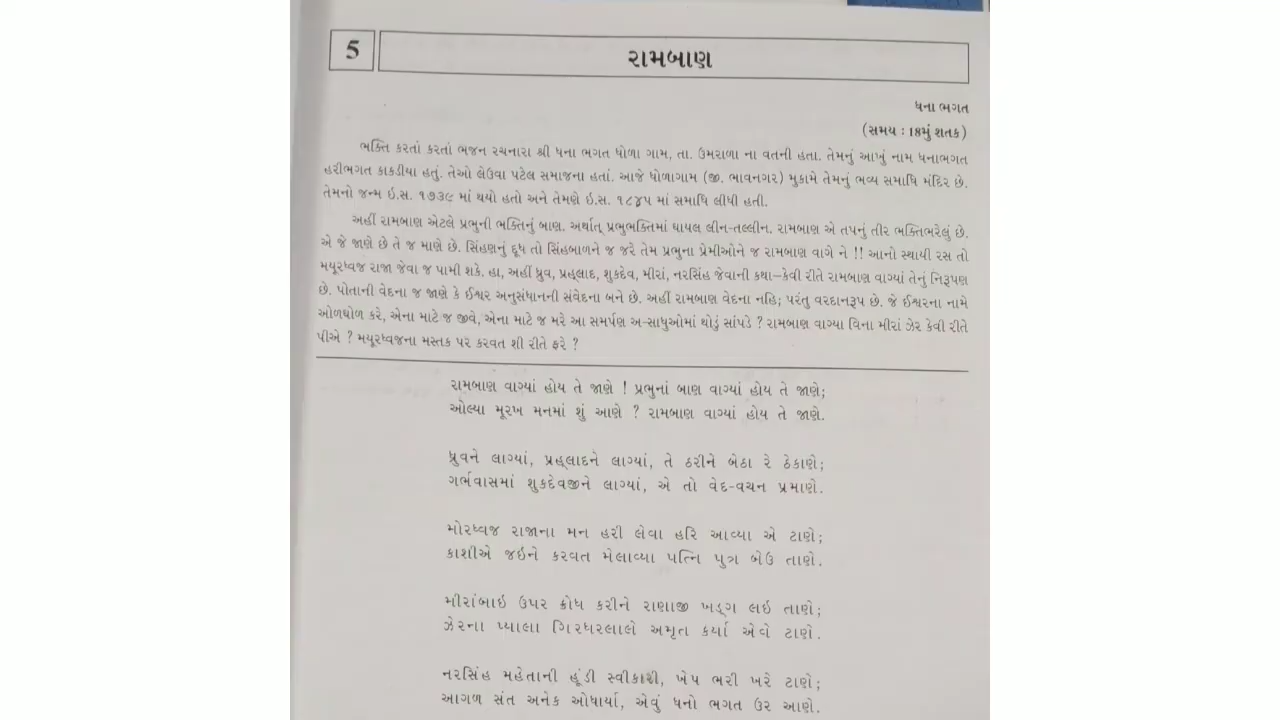 5
રામબાણ
ધના ભગત
(સમય : 18મું શતક)
ભક્તિ કરતાં કરતાં ભજન રચનારા શ્રી ધના ભગત ધોળા ગામ, તા. ઉમરાળા ના વતની હતા. તેમનું આખું નામ ધનાભગત
હરીભગત કાકડીયા હતું. તેઓ લેઉવા પટેલ સમાજના હતાં. આજે ધોળાગામ (જી. ભાવનગર) મુકામે તેમનું ભવ્ય સમાધિ મંદિર છે.
તેમનો જન્મ ઇ.સ. ૧૭૩૯ માં થયો હતો અને તેમણે ઇ.સ. ૧૮૪૫ માં સમાધિ લીધી હતી.
અહીં રામબાણ એટલે પ્રભુની ભક્તિનું બાણ. અર્થાત્ પ્રભુભક્તિમાં ઘાયલ લીન-તલ્લીન. રામબાણ એ તપનું તીર ભક્તિભરેલું છે.
એ જે જાણે છે તે જ માણે છે. સિંહણનું દૂધ તો સિંહબાળને જ જરે તેમ પ્રભુના પ્રેમીઓને જ રામબાણ વાગે ને !! આનો સ્થાયી રસ તો
મયૂરધ્વજ રાજા જેવા જ પામી શકે. હા, અહીં ધ્રુવ, પ્રહ્લાદ, શુકદેવ, મીરાં, નરસિંહ જેવાની કથા–કેવી રીતે રામબાણ વાગ્યાં તેનું નિરૂપણ
છે. પોતાની વેદના જ જાણે કે ઈશ્વર અનુસંધાનની સંવેદના બને છે. અહીં રામબાણ વેદના નહિ; પરંતુ વરદાનરૂપ છે. જે ઈશ્વરના નામે
ઓળઘોળ કરે, એના માટે જ જીવે, એના માટે જ મરે આ સમર્પણ અ-સાધુઓમાં થોડું સાંપડે ? રામબાણ વાગ્યા વિના મીરાં ઝેર કેવી રીતે
પીએ ? મયૂરધ્વજના મસ્તક પર કરવત શી રીતે ફરે ?
રામબાણ વાગ્યાં હોય તે જાણે ! પ્રભુનાં બાણ વાગ્યાં હોય તે જાણે;
ઓલ્યા મૂરખ મનમાં શું આણે ? રામબાણ વાગ્યાં હોય તે જાણે.
ધ્રુવને લાગ્યાં, પ્રહ્લાદને લાગ્યાં, તે ઠરીને બેઠા રે ઠેકાણે;
ગર્ભવાસમાં શુકદેવજીને લાગ્યાં, એ તો વેદ-વચન પ્રમાણે.
મોરધ્વજ રાજાના મન હરી લેવા હરિ આવ્યા એ ટાણે;
કાશીએ જઇને કરવત મેલાવ્યા પત્નિ પુત્ર બેઉ તાણે.
મીરાંબાઇ ઉપર ક્રોધ કરીને રાણાજી ખડ્ગ લઇ તાણે;
ઝેરના પ્યાલા ગિરધરલાલો અમૃત કર્યા એવે ટાણે.
નરસિંહ મહેતાની હૂંડી સ્વીકારી, ખેપ ભરી ખરે ટાણે;
આગળ સંત અનેક ઓધાર્યા, એવું ધનો ભગત ઉર આણે.